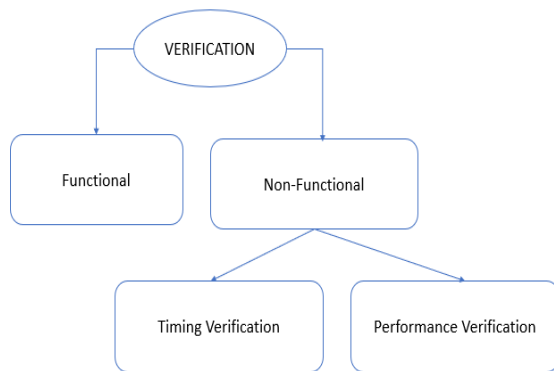 VERIFICATION
Functional
Non-Functional
Timing Verification
Performance Verification